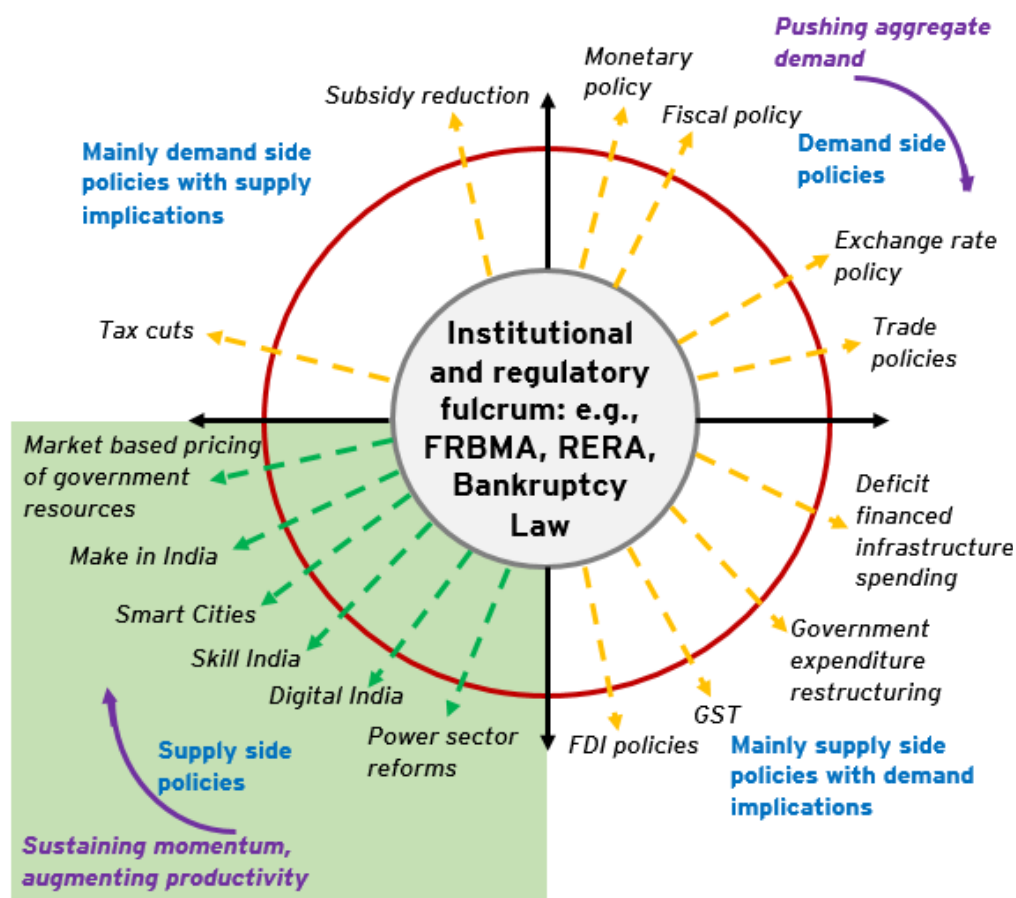 Pushing aggregate
demand
Monetary
policy
Subsidy reduction
Fiscal policy
Mainly demand side
policies with supply
implications
Demand side
policies
Exchange rate
policy
Tax cuts
Trade
policies
Institutional
and regulatory
fulcrum: e.g.,
FRBMA, RERA,
Bankruptcy
Law
Market based pricing
of government
resources
Make in India
Smart Cities
Skill India
Digital India
Power sector
reforms
Deficit
financed
infrastructure
spending
Government
expenditure
restructuring
GST
FDI policies
Supply side
policies
Mainly supply side
policies with demand
implications
Sustaining momentum,
augmenting productivity